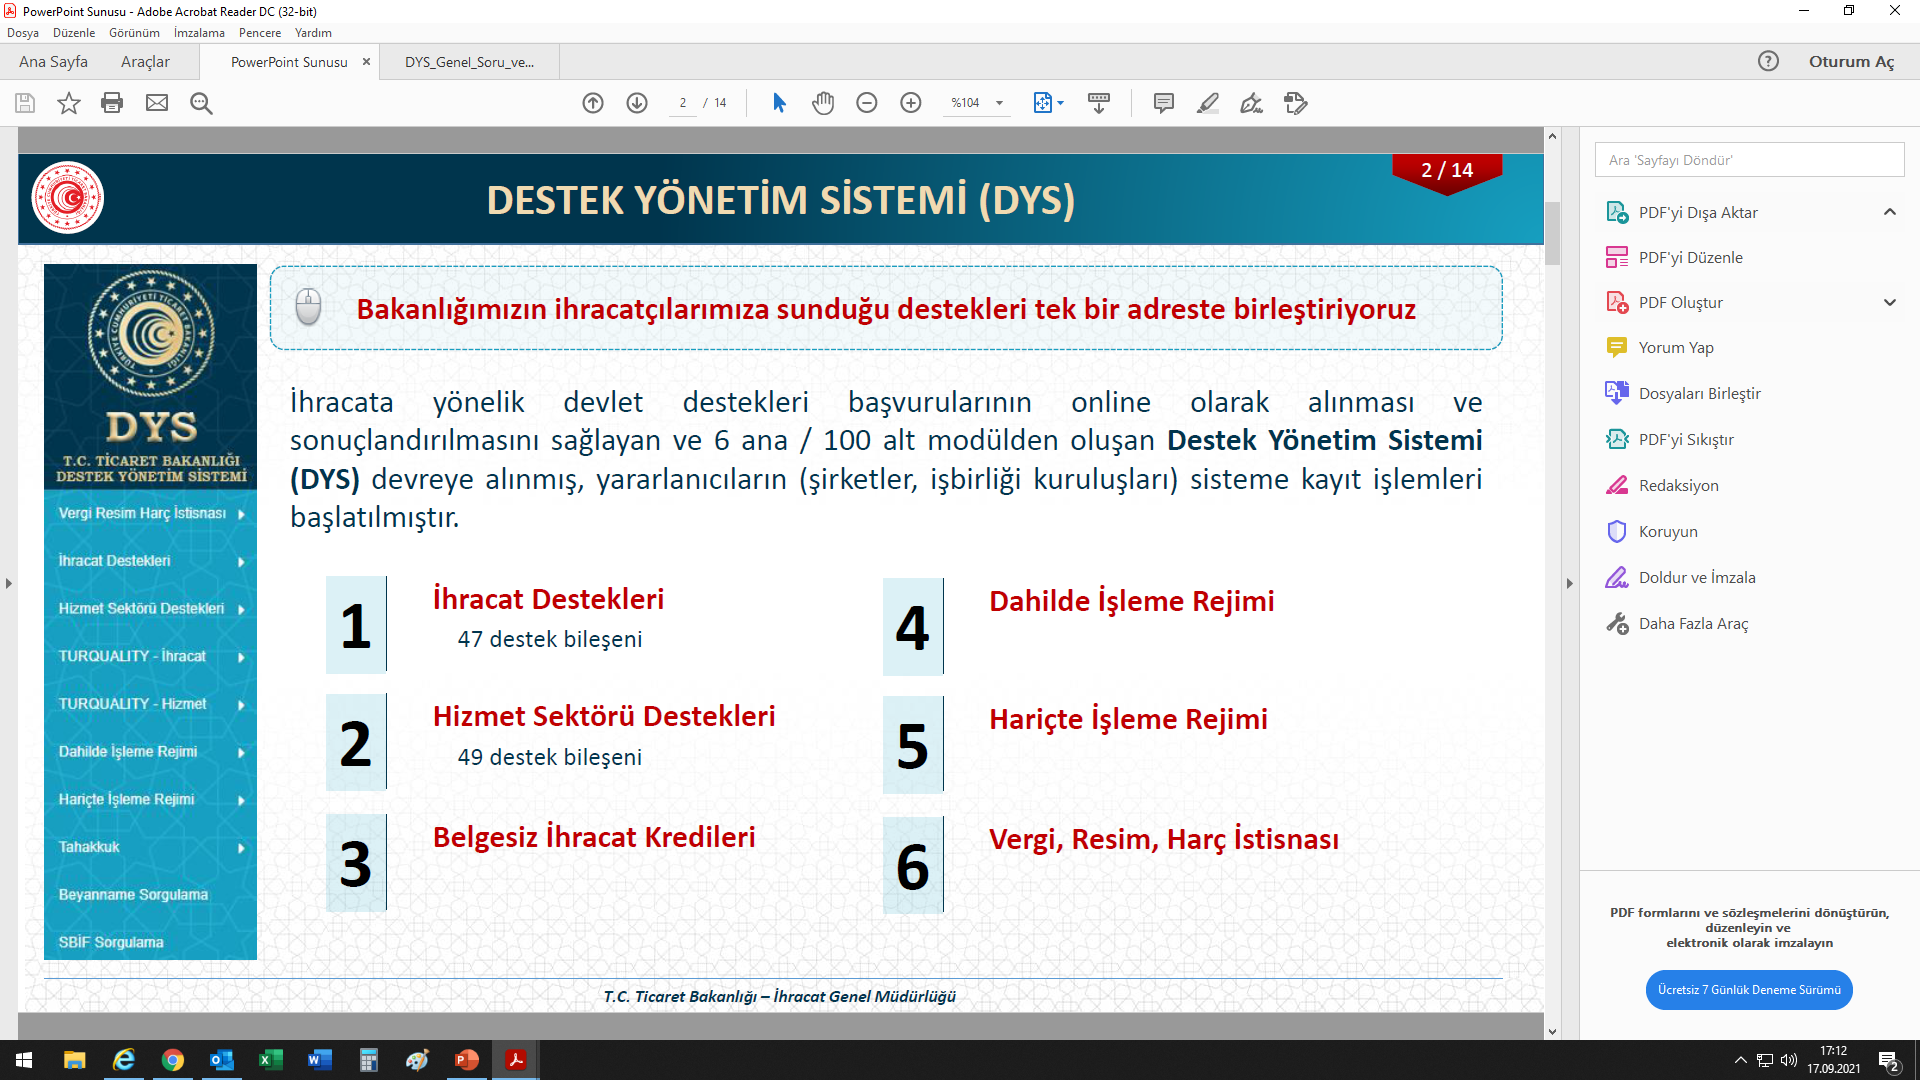 PowerPoint Sunusu - Adobe Acrobat Reader DC (32-bit)
Dosya Düzenle Görünüm İmzalama Pencere Yardım
Ana Sayfa Araçlar PowerPoint Sunusu DYS_Genel_Soru_ve... Oturum Aç
2 / 14 %104
2 / 14
DESTEK YÖNETİM SİSTEMİ (DYS)
TÜRKİYE CUMHURİYETİ TİCARET BAKANLIĞI
DYS
T.C. TİCARET BAKANLIĞI
DESTEK YÖNETİM SİSTEMİ
Vergi Resim Harç İstisnası
İhracat Destekleri
Hizmet Sektörü Destekleri
TURQUALITY - İhracat
TURQUALITY - Hizmet
Dahilde İşleme Rejimi
Hariçte İşleme Rejimi
Tahakkuk
Beyanname Sorgulama
SBİF Sorgulama
Bakanlığımızın ihracatçılarımıza sunduğu destekleri tek bir adreste birleştiriyoruz
İhracata yönelik devlet destekleri başvurularının online olarak alınması ve
sonuçlandırılmasını sağlayan ve 6 ana / 100 alt modülden oluşan Destek Yönetim Sistemi
(DYS) devreye alınmış, yararlanıcıların (şirketler, işbirliği kuruluşları) sisteme kayıt işlemleri
başlatılmıştır.
1 İhracat Destekleri
47 destek bileşeni
2 Hizmet Sektörü Destekleri
49 destek bileşeni
3 Belgesiz İhracat Kredileri
4 Dahilde İşleme Rejimi
5 Hariçte İşleme Rejimi
6 Vergi, Resim, Harç İstisnası
T.C. Ticaret Bakanlığı – İhracat Genel Müdürlüğü
Ara 'Sayfayı Döndür'
PDF'yi Dışa Aktar
PDF'yi Düzenle
PDF Oluştur
Yorum Yap
Dosyaları Birleştir
PDF'yi Sıkıştır
Redaksiyon
Koruyun
Doldur ve İmzala
Daha Fazla Araç
PDF formlarını ve sözleşmelerini dönüştürün,
düzenleyin ve
elektronik olarak imzalayın
Ücretsiz 7 Günlük Deneme Sürümü
17:12
17.09.2021
2